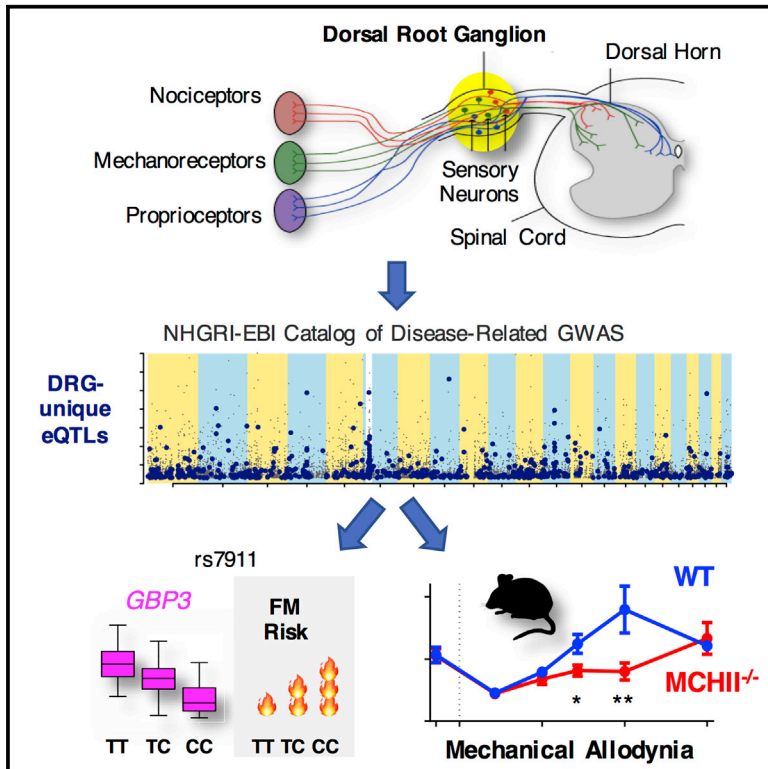 Dorsal Root Ganglion
Dorsal Horn
Nociceptors
Mechanoreceptors
Proprioceptors
Sensory
Neurons
Spinal Cord
NHGRI-EBI Catalog of Disease-Related GWAS
DRG-
unique
eQTLs
rs7911
GBP3
FM
Risk
TT TC CC
TT TC CC
WT
MCHII-/-
* **
Mechanical Allodynia